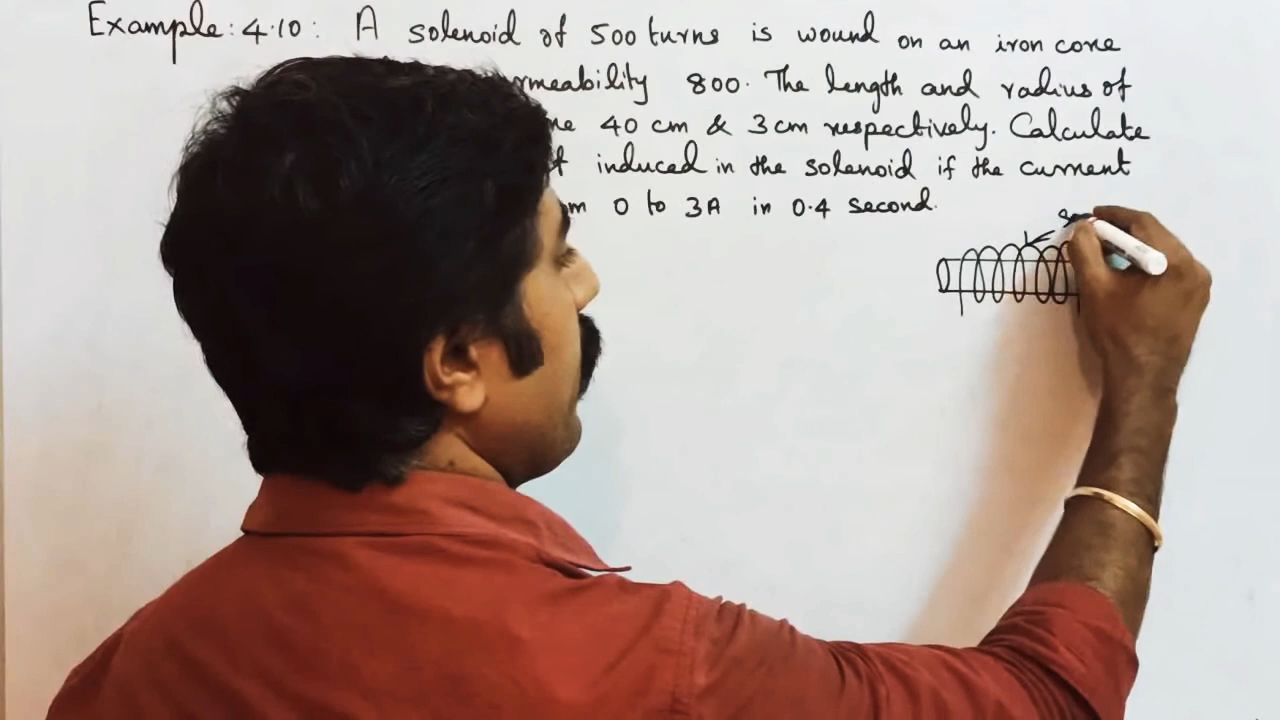 Example: 4.10: A solenoid of 500 turns is wound on an iron core
permeability 800. The length and radius of
40 cm & 3 cm respectively. Calculate
induced in the solenoid if the current
0 to 3A in 0.4 second.